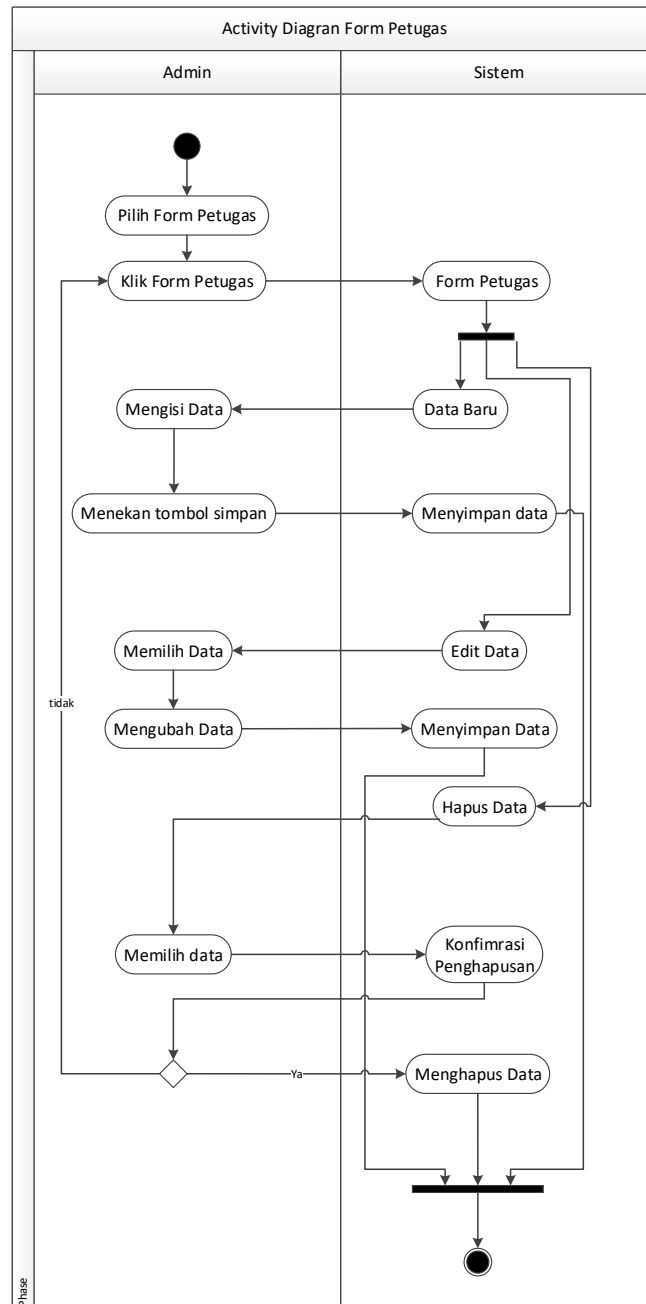 Activity Diagran Form Petugas
Admin
Sistem
Pilih Form Petugas
Klik Form Petugas
Form Petugas
Mengisi Data
Data Baru
Menekan tombol simpan
Menyimpan data
Memilih Data
Edit Data
tidak
Mengubah Data
Menyimpan Data
Hapus Data
Memilih data
Konfimrasi
Penghapusan
Ya
Menghapus Data
Phase